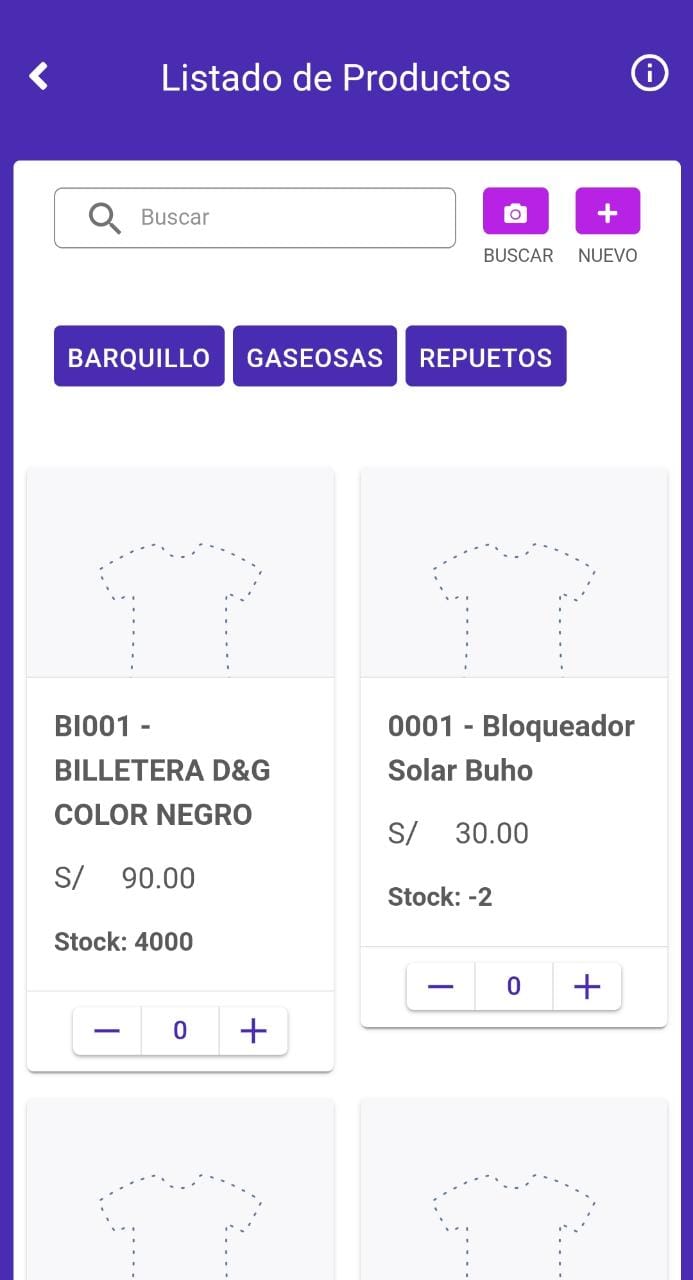 Listado de Productos
Buscar
BUSCAR
NUEVO
BARQUILLO
GASEOSAS
REPUETOS
BI001 -
BILLETERA D&G
COLOR NEGRO
S/ 90.00
Stock: 4000
0
0001 - Bloqueador
Solar Buho
S/ 30.00
Stock: -2
0